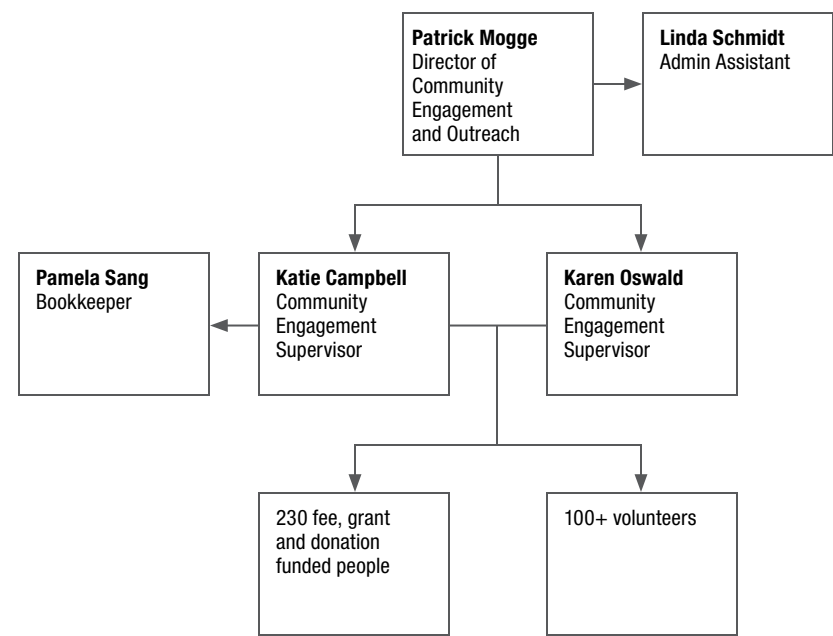 Patrick Mogge
Director of
Community
Engagement
and Outreach
Linda Schmidt
Admin Assistant
Pamela Sang
Bookkeeper
Katie Campbell
Community
Engagement
Supervisor
Karen Oswald
Community
Engagement
Supervisor
230 fee, grant
and donation
funded people
100+ volunteers